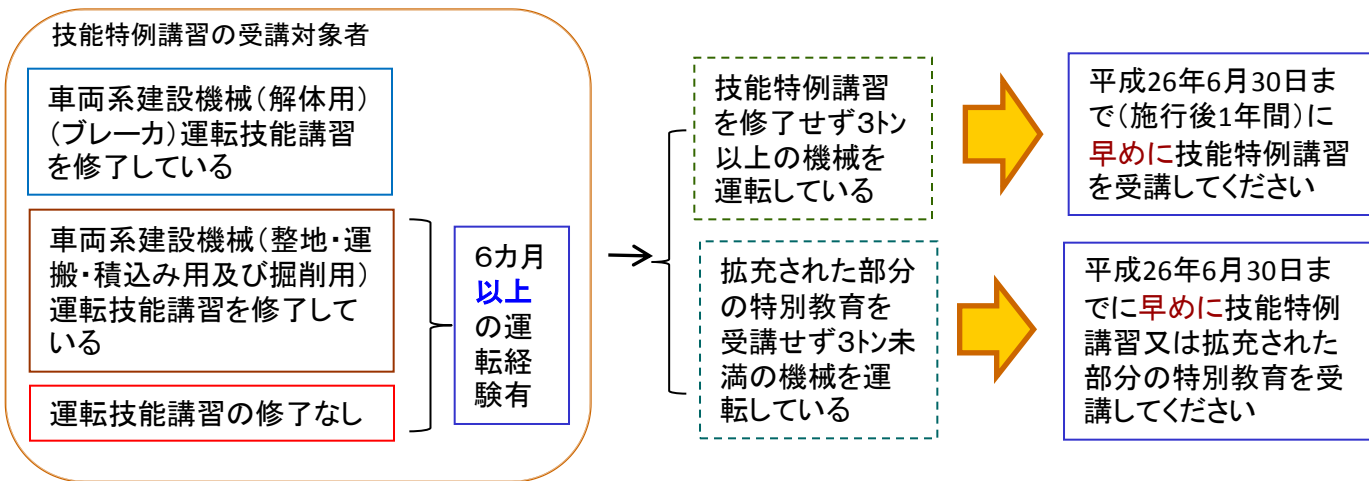 技能特例講習の受講対象者
車両系建設機械(解体用)
(ブレーカ)運転技能講習
を修了している
車両系建設機械(整地・運
搬・積込み用及び掘削用)
運転技能講習を修了して
いる
運転技能講習の修了なし
6カ月
以上
の運
転経
験有
技能特例講習
を修了せず3トン
以上の機械を
運転している
拡充された部分
の特別教育を
受講せず3トン未
満の機械を運
転している
平成26年6月30日ま
で(施行後1年間)に
早めに技能特例講習
を受講してください
平成26年6月30日ま
でに早めに技能特例
講習又は拡充された
部分の特別教育を受
講してください